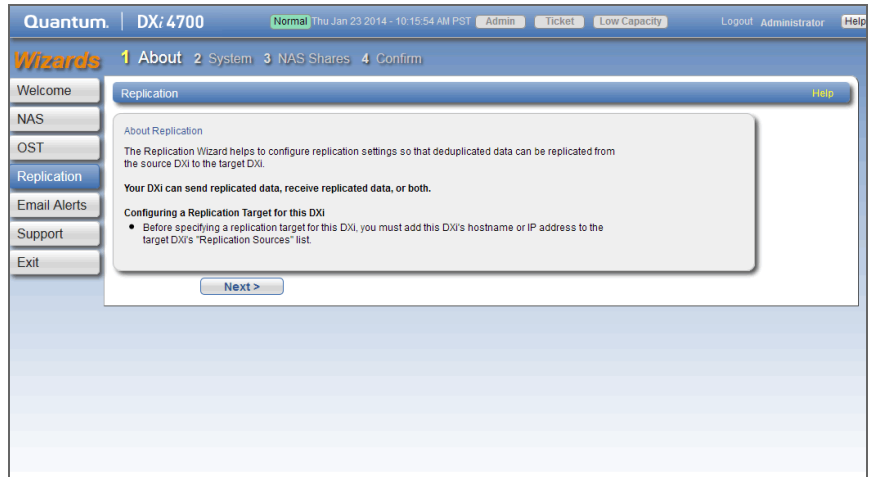 Quantum. | DXi 4700 Normal Thu Jan 23 2014 - 10:15:54 AM PST Admin Ticket Low Capacity Logout Administrator Help
Wizards 1 About 2 System 3 NAS Shares 4 Confirm
Welcome
NAS
OST
Replication
Email Alerts
Support
Exit
Replication Help
About Replication
The Replication Wizard helps to configure replication settings so that deduplicated data can be replicated from
the source DXi to the target DXi.
Your DXi can send replicated data, receive replicated data, or both.
Configuring a Replication Target for this DXi
• Before specifying a replication target for this DXi, you must add this DXi's hostname or IP address to the
target DXi's "Replication Sources" list.
Next >